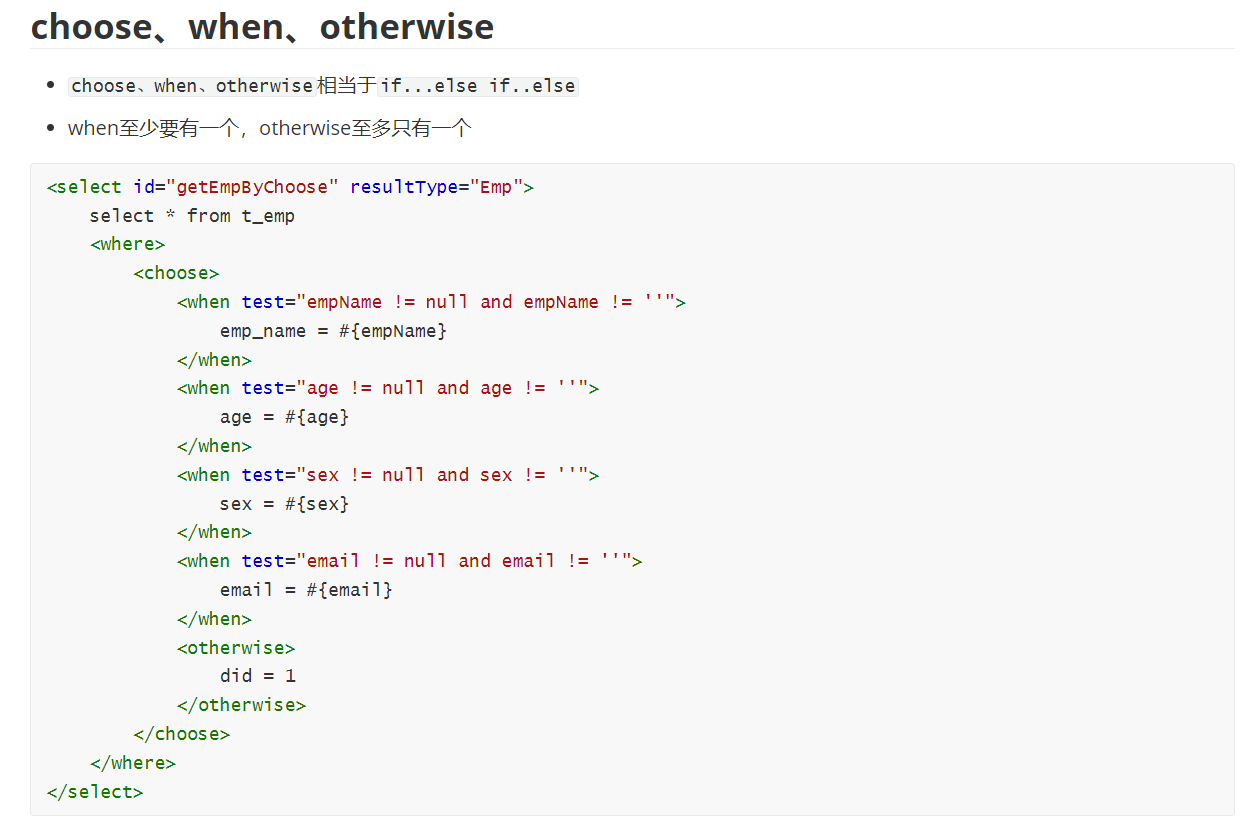 choose、when、otherwise
choose、when、otherwise相当于if...else if..else
when至少要有一个，otherwise至多只有一个
<select id="getEmpByChoose" resultType="Emp">
    select * from t_emp
    <where>
        <choose>
            <when test="empName != null and empName != ''">
                emp_name = #{empName}
            </when>
            <when test="age != null and age != ''">
                age = #{age}
            </when>
            <when test="sex != null and sex != ''">
                sex = #{sex}
            </when>
            <when test="email != null and email != ''">
                email = #{email}
            </when>
            <otherwise>
                did = 1
            </otherwise>
        </choose>
    </where>
</select>